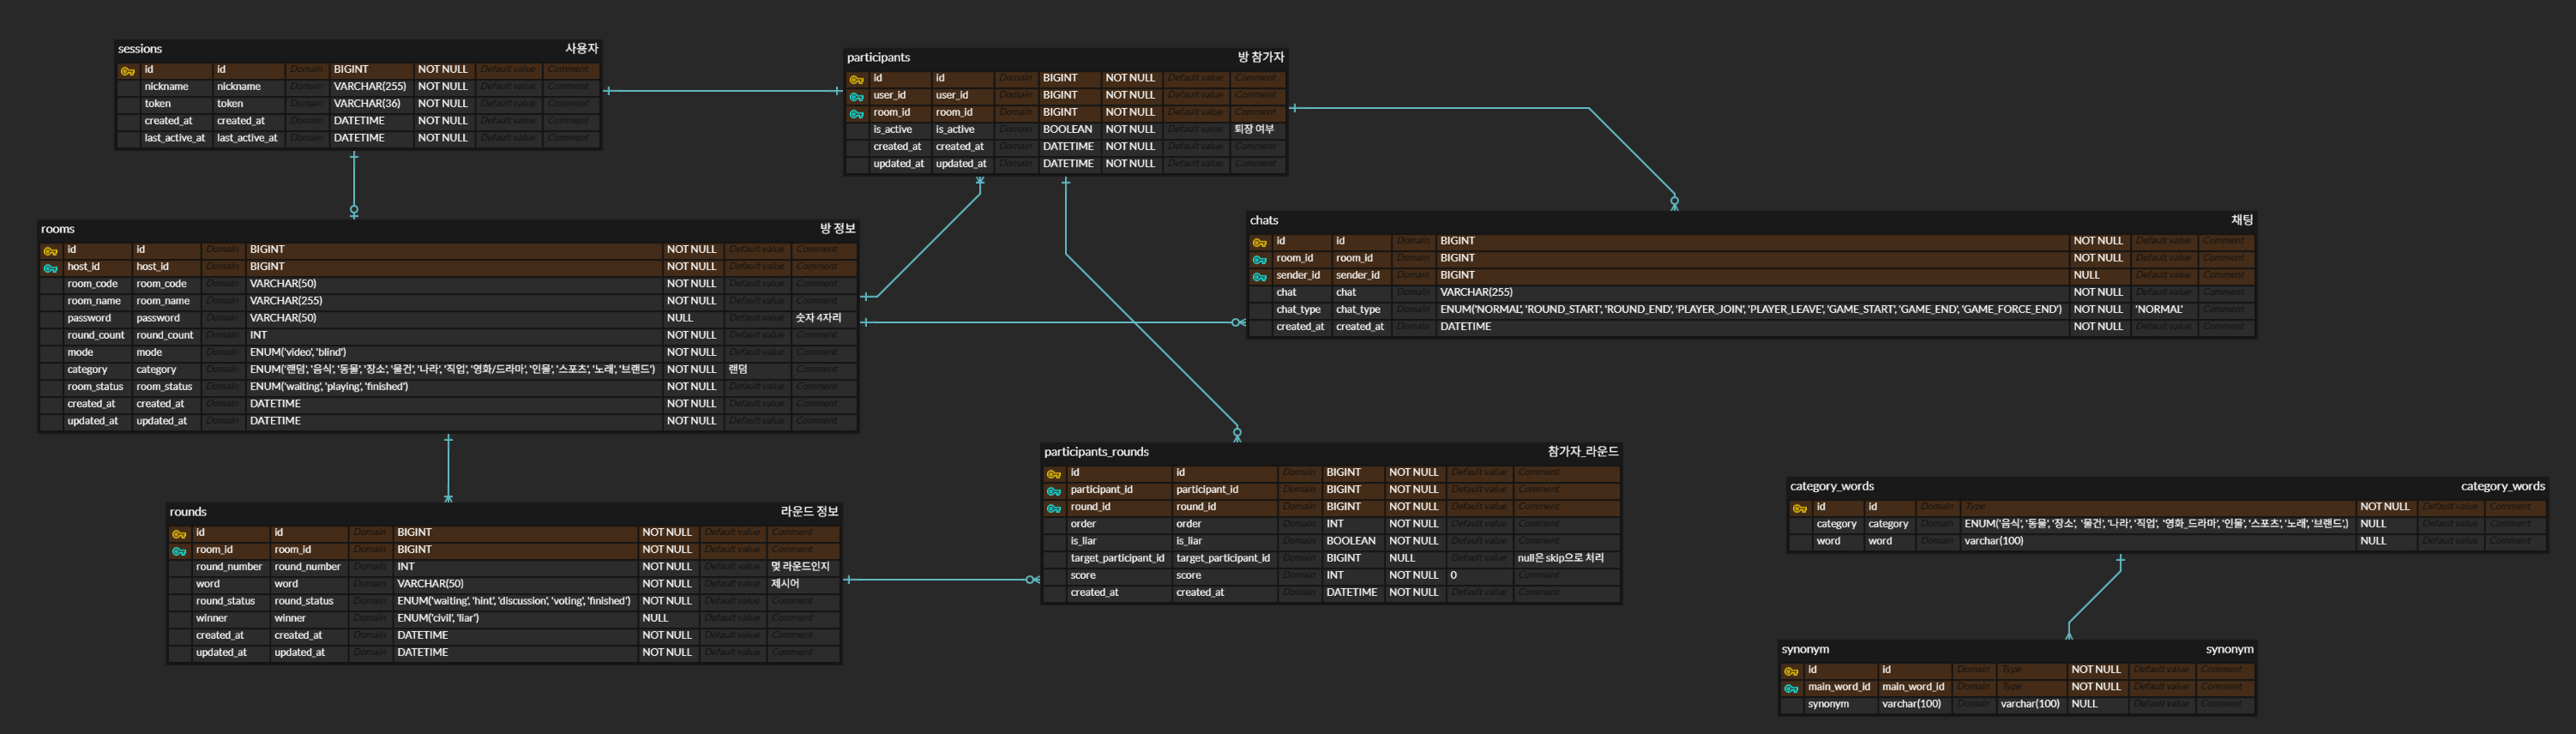 sessions 사용자
id id Domain BIGINT NOT NULL Default value Comment
nickname nickname Domain VARCHAR(255) NOT NULL Default value Comment
token token Domain VARCHAR(36) NOT NULL Default value Comment
created_at created_at Domain DATETIME NOT NULL Default value Comment
last_active_at last_active_at Domain DATETIME NOT NULL Default value Comment
participants 방 참가자
id id Domain BIGINT NOT NULL Default value Comment
user_id user_id Domain BIGINT NOT NULL Default value Comment
room_id room_id Domain BIGINT NOT NULL Default value Comment
is_active is_active Domain BOOLEAN NOT NULL Default value 퇴장 여부
created_at created_at Domain DATETIME NOT NULL Default value Comment
updated_at updated_at Domain DATETIME NOT NULL Default value Comment
rooms 방 정보
id id Domain BIGINT NOT NULL Default value Comment
host_id host_id Domain BIGINT NOT NULL Default value Comment
room_code room_code Domain VARCHAR(50) NOT NULL Default value Comment
room_name room_name Domain VARCHAR(255) NOT NULL Default value Comment
password password Domain VARCHAR(50) NULL Default value 숫자 4자리
round_count round_count Domain INT NOT NULL Default value Comment
mode mode Domain ENUM('video', 'blind') NOT NULL Default value Comment
category category Domain ENUM('랜덤', '음식', '동물', '장소', '물건', '나라', '직업', '영화/드라마', '인물', '스포츠', '노래', '브랜드') NOT NULL 랜덤 Comment
room_status room_status Domain ENUM('waiting', 'playing', 'finished') NOT NULL Default value Comment
created_at created_at Domain DATETIME NOT NULL Default value Comment
updated_at updated_at Domain DATETIME NOT NULL Default value Comment
chats 채팅
id id Domain BIGINT NOT NULL Default value Comment
room_id room_id Domain BIGINT NOT NULL Default value Comment
sender_id sender_id Domain BIGINT NULL Default value Comment
chat chat Domain VARCHAR(255) NOT NULL Default value Comment
chat_type chat_type Domain ENUM('NORMAL', 'ROUND_START', 'ROUND_END', 'PLAYER_JOIN', 'PLAYER_LEAVE', 'GAME_START', 'GAME_END', 'GAME_FORCE_END') NOT NULL 'NORMAL' Comment
created_at created_at Domain DATETIME NOT NULL Default value Comment
participants_rounds 참가자_라운드
id id Domain BIGINT NOT NULL Default value Comment
participant_id participant_id Domain BIGINT NOT NULL Default value Comment
round_id round_id Domain BIGINT NOT NULL Default value Comment
order order Domain INT NOT NULL Default value Comment
is_liar is_liar Domain BOOLEAN NOT NULL Default value Comment
target_participant_id target_participant_id Domain BIGINT NULL Default value null은 skip으로 처리
score score Domain INT NOT NULL 0 Comment
created_at created_at Domain DATETIME NOT NULL Default value Comment
rounds 라운드 정보
id id Domain BIGINT NOT NULL Default value Comment
room_id room_id Domain BIGINT NOT NULL Default value Comment
round_number round_number Domain INT NOT NULL Default value 몇 라운드인지
word word Domain VARCHAR(50) NOT NULL Default value 제시어
round_status round_status Domain ENUM('waiting', 'hint', 'discussion', 'voting', 'finished') NOT NULL Default value Comment
winner winner Domain ENUM('civil', 'liar') NULL Default value Comment
created_at created_at Domain DATETIME NOT NULL Default value Comment
updated_at updated_at Domain DATETIME NOT NULL Default value Comment
category_words category_words
id id Domain Type NOT NULL Default value Comment
category category Domain ENUM('음식', '동물', '장소', '물건', '나라', '직업', '영화_드라마', '인물', '스포츠', '노래', '브랜드;) NULL Default value Comment
word word Domain varchar(100) NULL Default value Comment
synonym synonym
id id Domain Type NOT NULL Default value Comment
main_word_id main_word_id Domain Type NOT NULL Default value Comment
synonym varchar(100) Domain varchar(100) NULL Default value Comment